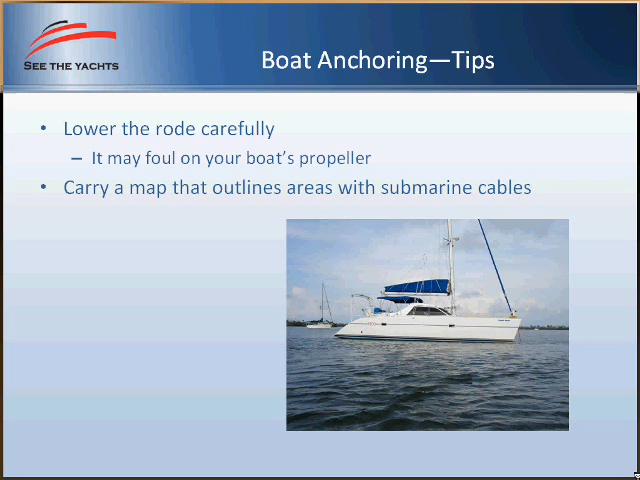 SEE THE YACHTS
Boat Anchoring—Tips
• Lower the rode carefully
– It may foul on your boat's propeller
• Carry a map that outlines areas with submarine cables